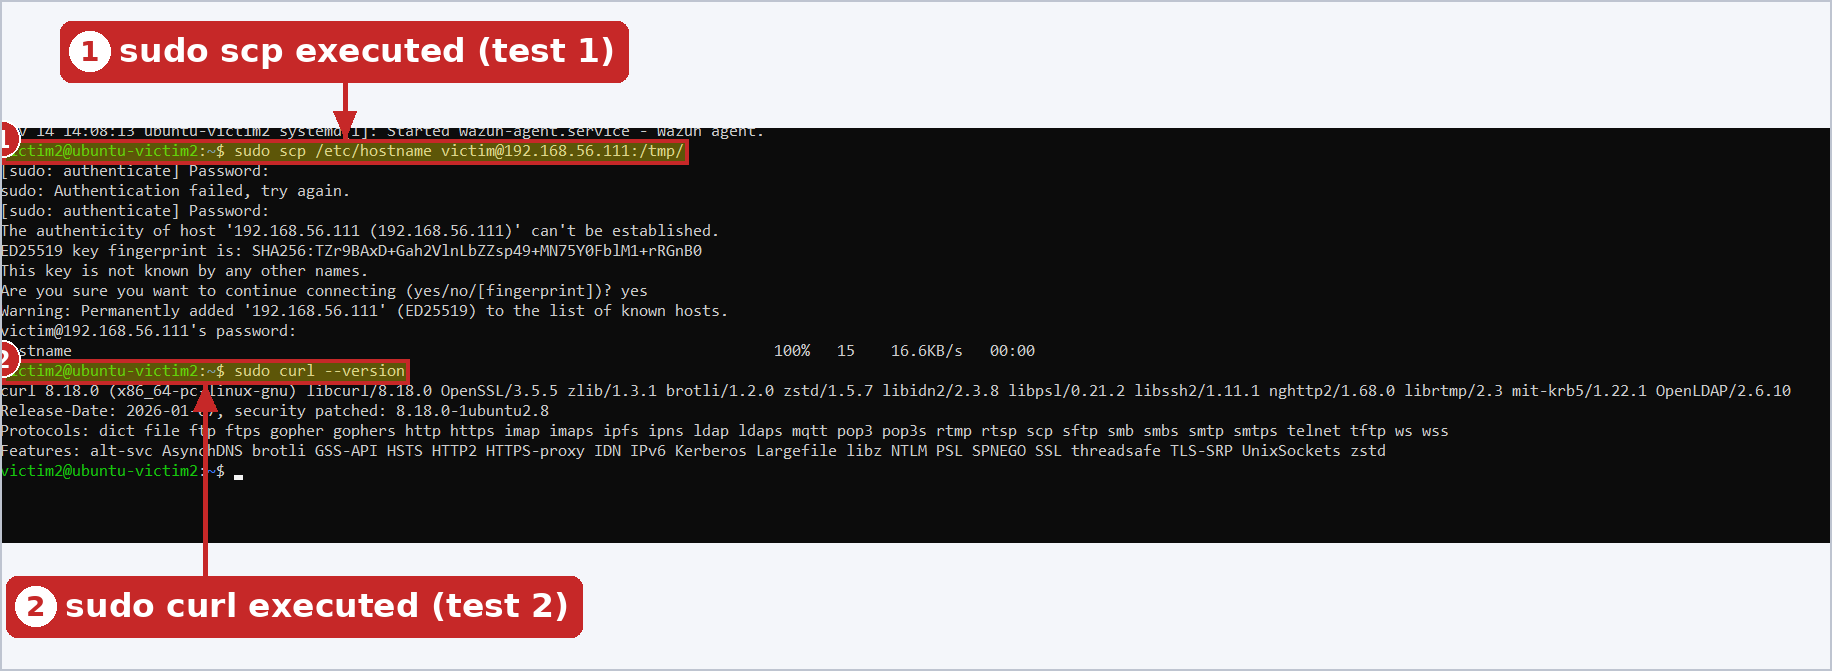 1 sudo scp executed (test 1)
14 14:08:13 ubuntu-victim2 systemd[1]: Started wazuh-agent.service - Wazuh agent.
1
victim2@ubuntu-victim2:~$ sudo scp /etc/hostname victim@192.168.56.111:/tmp/
[sudo: authenticate] Password:
sudo: Authentication failed, try again.
[sudo: authenticate] Password:
The authenticity of host '192.168.56.111 (192.168.56.111)' can't be established.
ED25519 key fingerprint is: SHA256:TZr9BAxD+Gah2VlnLbZZsp49+MN75Y0FblM1+rRGnB0
This key is not known by any other names.
Are you sure you want to continue connecting (yes/no/[fingerprint])? yes
Warning: Permanently added '192.168.56.111' (ED25519) to the list of known hosts.
victim@192.168.56.111's password:
hostname 100% 15 16.6KB/s 00:00
2
victim2@ubuntu-victim2:~$ sudo curl --version
curl 8.18.0 (x86_64-pc-linux-gnu) libcurl/8.18.0 OpenSSL/3.5.5 zlib/1.3.1 brotli/1.2.0 zstd/1.5.7 libidn2/2.3.8 libpsl/0.21.2 libssh2/1.11.1 nghttp2/1.68.0 librtmp/2.3 mit-krb5/1.22.1 OpenLDAP/2.6.10
Release-Date: 2026-01-07, security patched: 8.18.0-1ubuntu2.8
Protocols: dict file ftp ftps gopher gophers http https imap imaps ipfs ipns ldap ldaps mqtt pop3 pop3s rtmp rtsp scp sftp smb smbs smtp smtps telnet tftp ws wss
Features: alt-svc AsynchDNS brotli GSS-API HSTS HTTP2 HTTPS-proxy IDN IPv6 Kerberos Largefile libz NTLM PSL SPNEGO SSL threadsafe TLS-SRP UnixSockets zstd
victim2@ubuntu-victim2:~$
2 sudo curl executed (test 2)